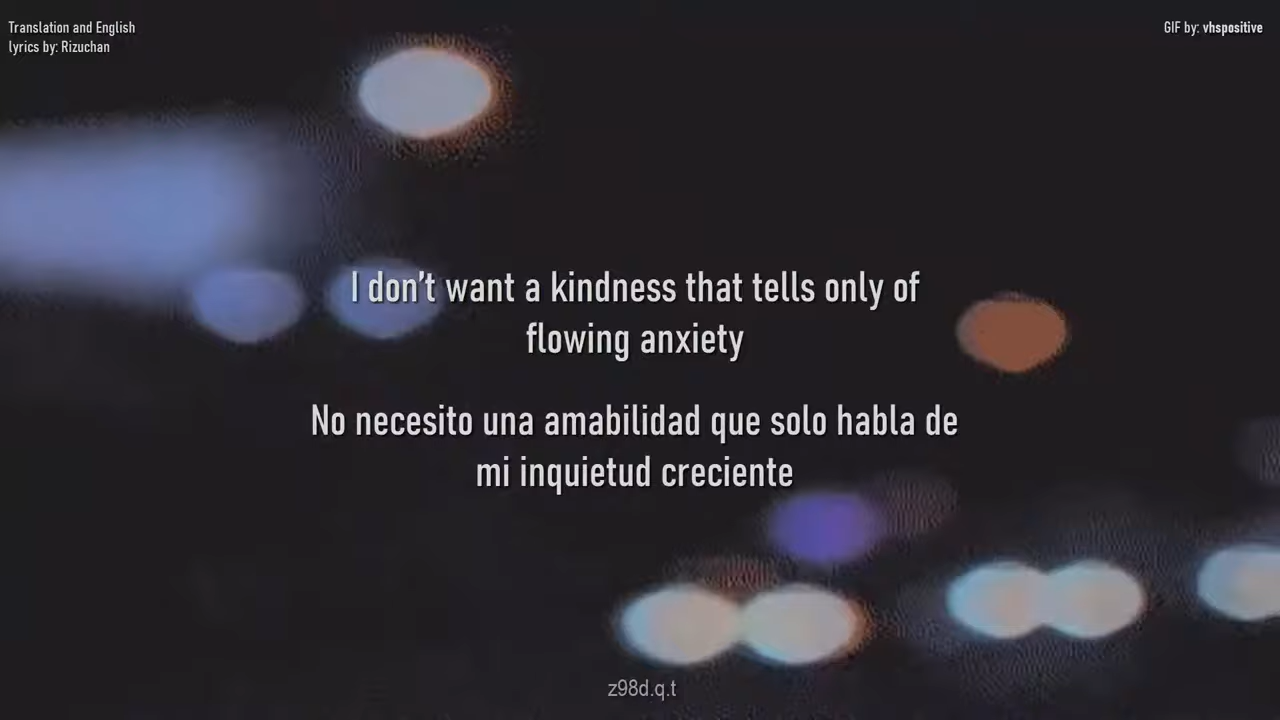 Translation and English
lyrics by: Rizuchan
GIF by: vhspositive
I don't want a kindness that tells only of
flowing anxiety
No necesito una amabilidad que solo habla de
mi inquietud creciente
z98d.q.t